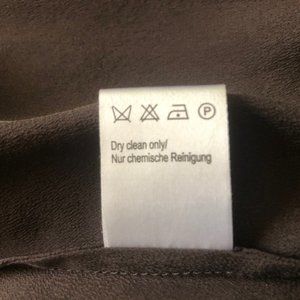 P
Dry clean only/
Nur chemische Reinigung